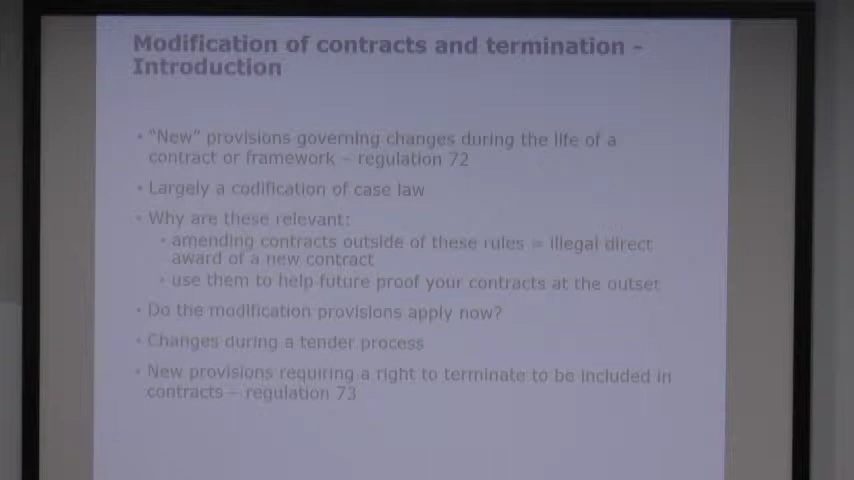 Modification of contracts and termination –
Introduction
• “New” provisions governing changes during the life of a
contract or framework – regulation 72
• Largely a codification of case law
• Why are these relevant:
• amending contracts outside of these rules = illegal direct
award of a new contract
• use them to help future proof your contracts at the outset
• Do the modification provisions apply now?
• Changes during a tender process
• New provisions requiring a right to terminate to be included in
contracts – regulation 73